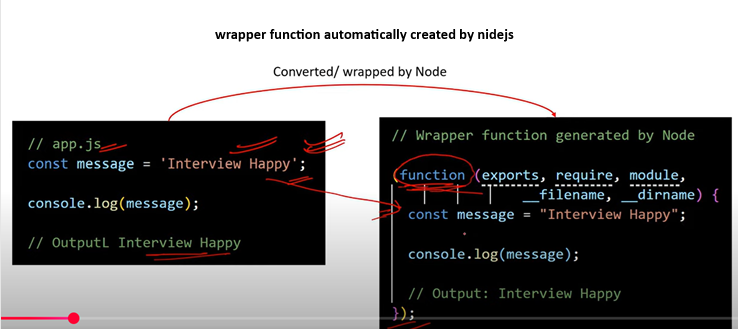 wrapper function automatically created by nidejs
Converted/ wrapped by Node
// app.js
const message = 'Interview Happy';
console.log(message);
// OutputL Interview Happy
// Wrapper function generated by Node
(function (exports, require, module,
__filename, __dirname) {
const message = "Interview Happy";
console.log(message);
// Output: Interview Happy
});